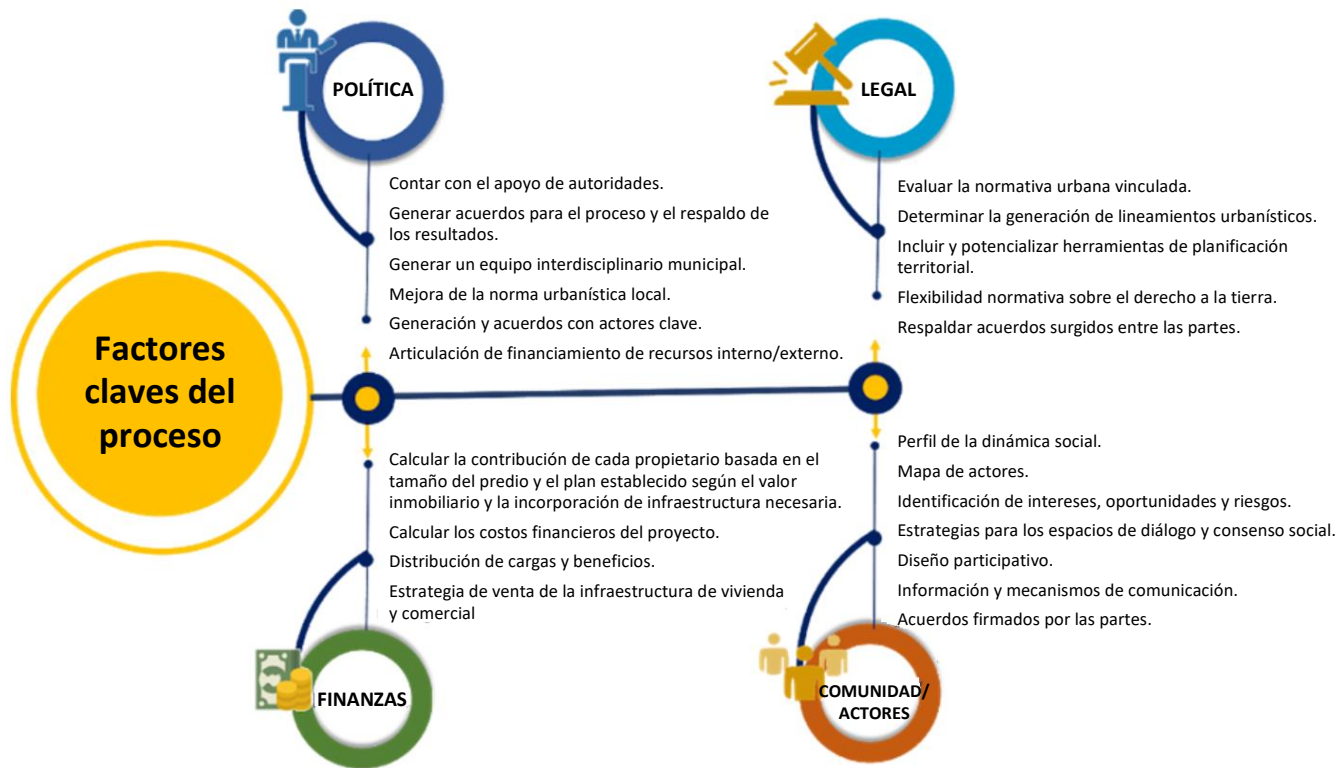 Factores
claves del
proceso
POLÍTICA
Contar con el apoyo de autoridades.
Generar acuerdos para el proceso y el respaldo de
los resultados.
Generar un equipo interdisciplinario municipal.
Mejora de la norma urbanística local.
Generación y acuerdos con actores clave.
Articulación de financiamiento de recursos interno/externo.
LEGAL
Evaluar la normativa urbana vinculada.
Determinar la generación de lineamientos urbanísticos.
Incluir y potencializar herramientas de planificación
territorial.
Flexibilidad normativa sobre el derecho a la tierra.
Respaldar acuerdos surgidos entre las partes.
Calcular la contribución de cada propietario basada en el
tamaño del predio y el plan establecido según el valor
inmobiliario y la incorporación de infraestructura necesaria.
Calcular los costos financieros del proyecto.
Distribución de cargas y beneficios.
Estrategia de venta de la infraestructura de vivienda
y comercial
FINANZAS
Perfil de la dinámica social.
Mapa de actores.
Identificación de intereses, oportunidades y riesgos.
Estrategias para los espacios de diálogo y consenso social.
Diseño participativo.
Información y mecanismos de comunicación.
Acuerdos firmados por las partes.
COMUNIDAD/
ACTORES